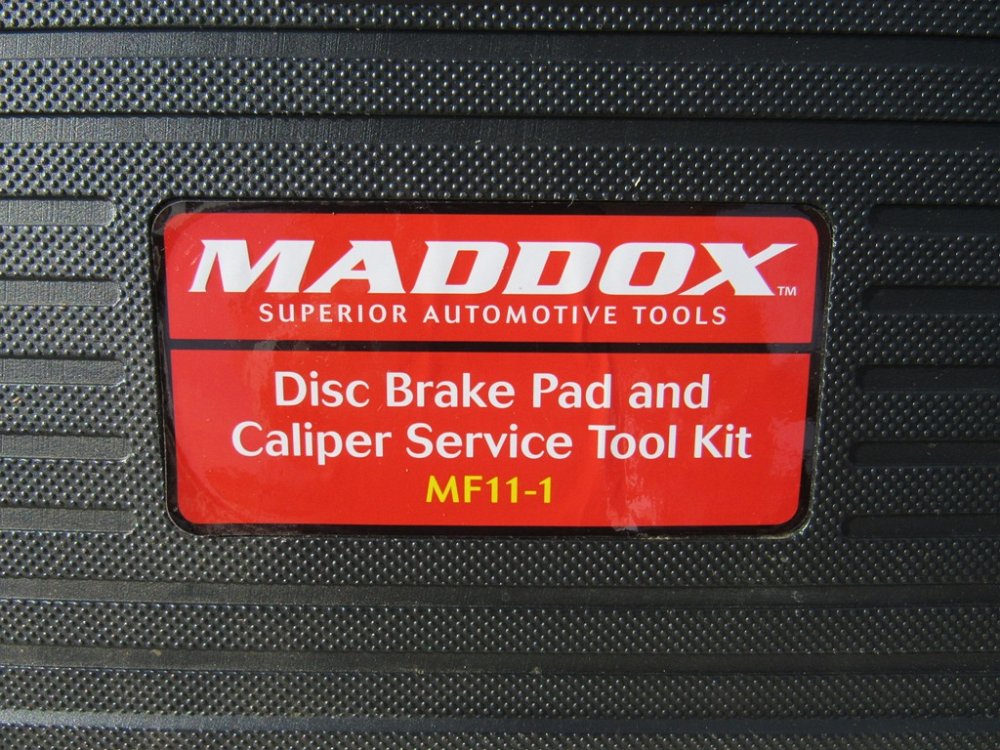 MADDOX™
SUPERIOR AUTOMOTIVE TOOLS
Disc Brake Pad and
Caliper Service Tool Kit
MF11-1